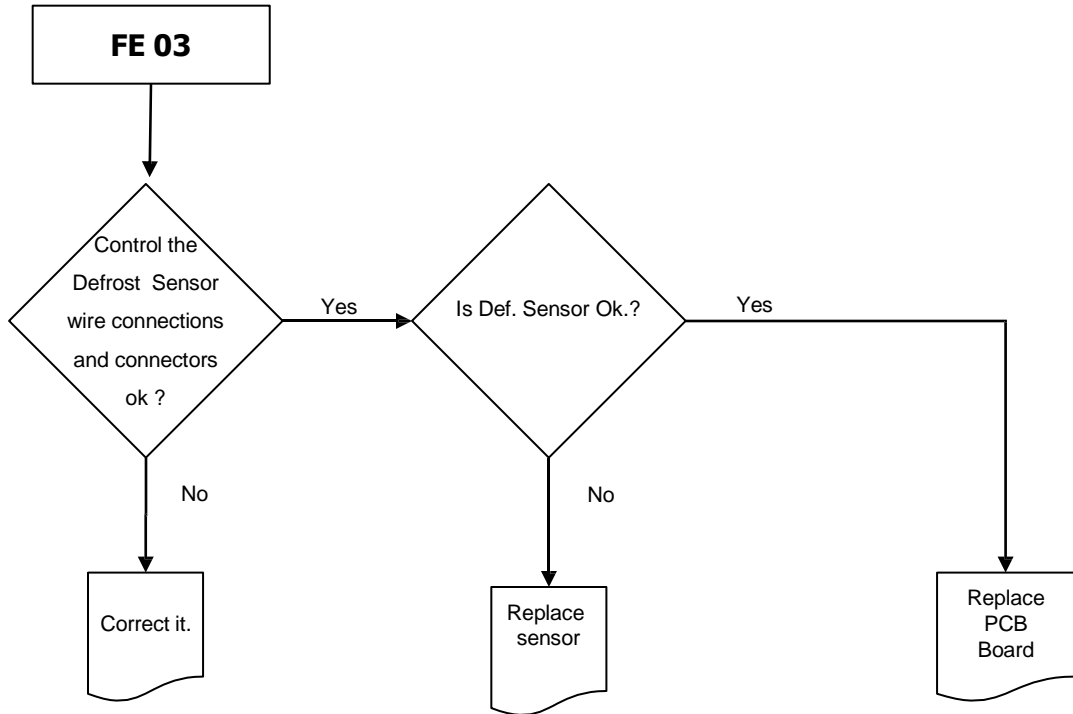 FE 03
Control the
Defrost Sensor
wire connections
and connectors
ok ?
Yes
Is Def. Sensor Ok.?
Yes
No
No
Correct it.
Replace
sensor
Replace
PCB
Board